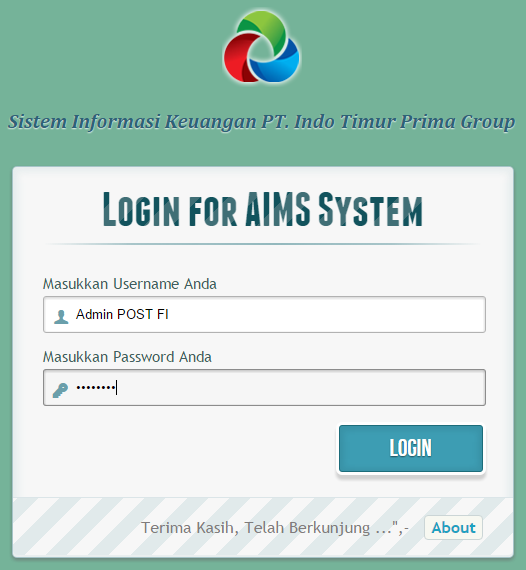 Sistem Informasi Keuangan PT. Indo Timur Prima Group
Login for AIMS System
Masukkan Username Anda
Admin POST FI
Masukkan Password Anda
••••••••
LOGIN
Terima Kasih, Telah Berkunjung ...",- About